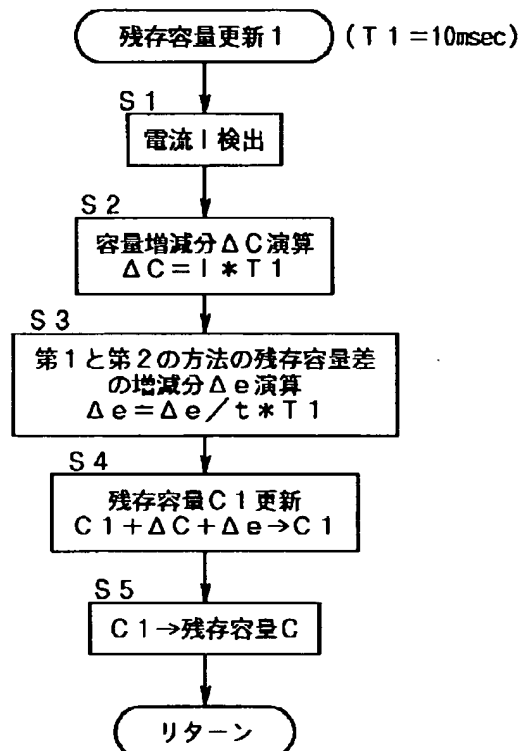 残存容量更新1 (T1=10msec)
S1
電流I検出
S2
容量増減分ΔC演算
ΔC=I*T1
S3
第1と第2の方法の残存容量差
の増減分Δe演算
Δe=Δe/t*T1
S4
残存容量C1更新
C1+ΔC+Δe→C1
S5
C1→残存容量C
リターン